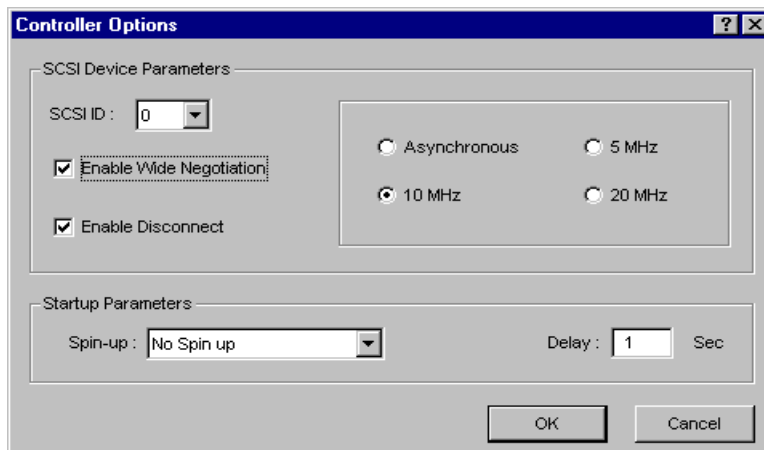 Controller Options
SCSI Device Parameters
SCSI ID : 0
Enable Wide Negotiation
Enable Disconnect
Asynchronous 5 MHz
10 MHz 20 MHz
Startup Parameters
Spin-up : No Spin up Delay : 1 Sec
OK Cancel